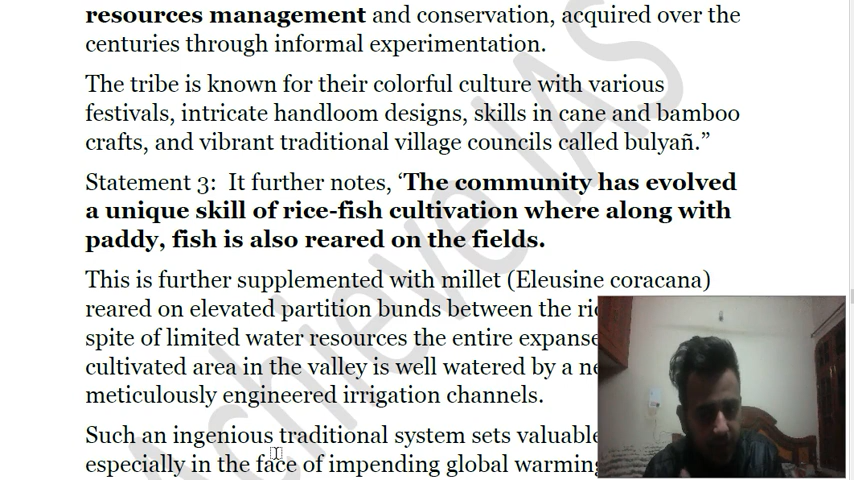 resources management and conservation, acquired over the
centuries through informal experimentation.
The tribe is known for their colorful culture with various
festivals, intricate handloom designs, skills in cane and bamboo
crafts, and vibrant traditional village councils called bulyañ.”
Statement 3: It further notes, ‘The community has evolved
a unique skill of rice-fish cultivation where along with
paddy, fish is also reared on the fields.
This is further supplemented with millet (Eleusine coracana)
reared on elevated partition bunds between the
spite of limited water resources the entire expanse
cultivated area in the valley is well watered by a
meticulously engineered irrigation channels.
Such an ingenious traditional system sets valuable
especially in the face of impending global warming
Achieve IAS